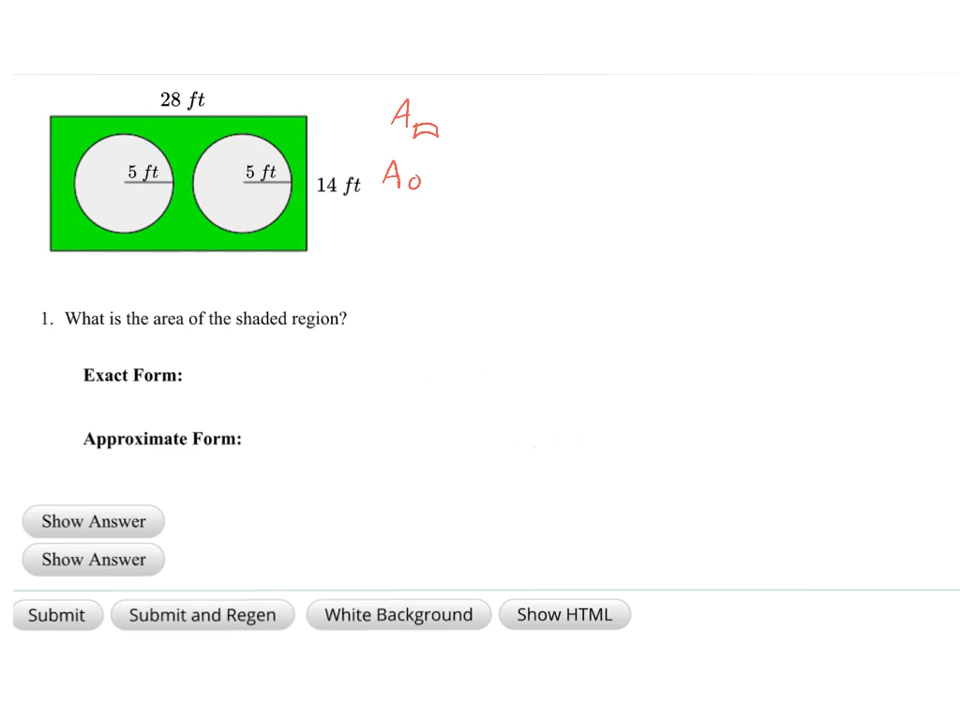 28 ft
A
5 ft 5 ft
14 ft A
1. What is the area of the shaded region?
Exact Form:
Approximate Form:
Show Answer
Show Answer
Submit Submit and Regen White Background Show HTML